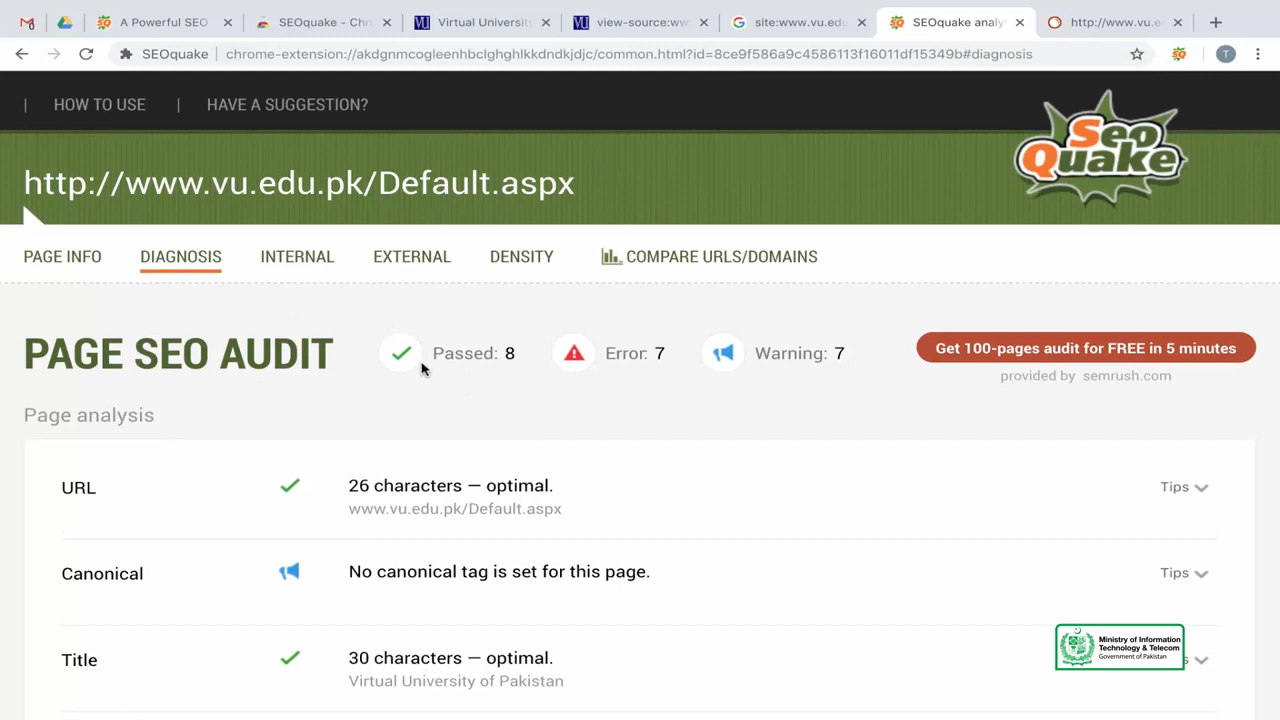 A Powerful SEO
SEOquake - Chr
Virtual Universit
view-source:ww
site:www.vu.edu
SEOquake analy
http://www.vu.e
SEOquake
chrome-extension://akdgnmcogleenhbclghghlkkdndkjdjc/common.html?id=8ce9f586a9c4586113f16011df15349b#diagnosis
T
| HOW TO USE | HAVE A SUGGESTION?
Seo
Quake
http://www.vu.edu.pk/Default.aspx
PAGE INFO DIAGNOSIS INTERNAL EXTERNAL DENSITY COMPARE URLS/DOMAINS
PAGE SEO AUDIT
Passed: 8
Error: 7
Warning: 7
Get 100-pages audit for FREE in 5 minutes
provided by semrush.com
Page analysis
URL
26 characters — optimal.
Tips
www.vu.edu.pk/Default.aspx
Canonical
No canonical tag is set for this page.
Tips
Title
30 characters — optimal.
Virtual University of Pakistan
Ministry of Information
Technology & Telecom
Government of Pakistan